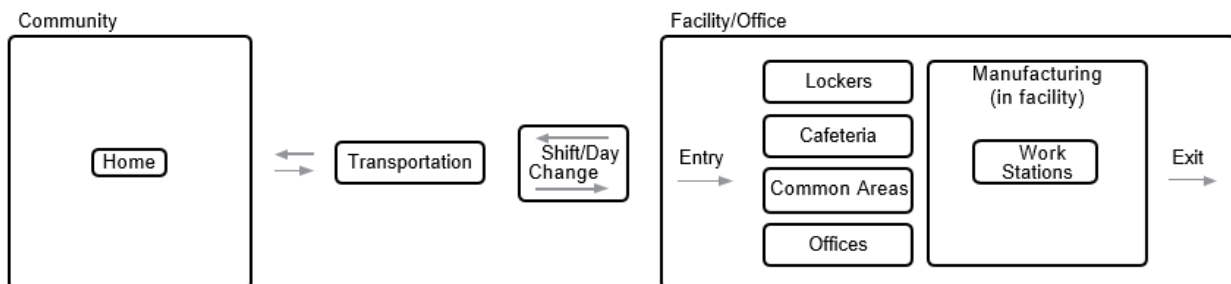 Community
Facility/Office
Home
Transportation
Shift/Day
Change
Entry
Lockers
Cafeteria
Common Areas
Offices
Manufacturing
(in facility)
Work
Stations
Exit